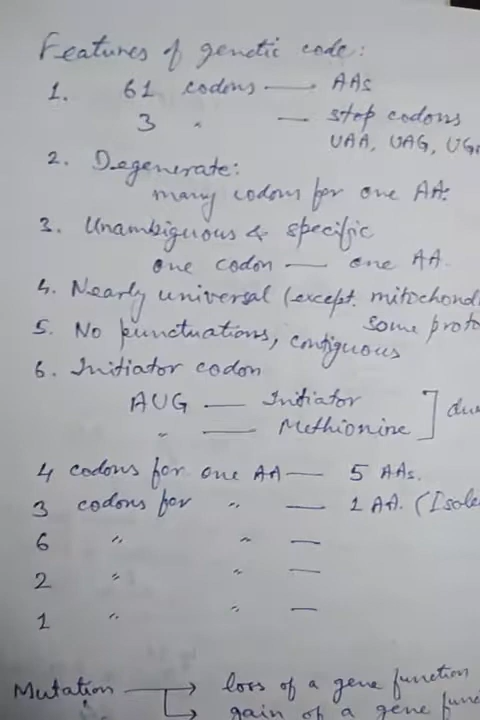 Features of genetic code:
1. 61 codons — AAs
3 " — stop codons
UAA, UAG, UG
2. Degenerate:
many codons for one AA.
3. Unambiguous & specific
one codon — one AA.
4. Nearly universal (except. mitochond
some proto
5. No punctuations, contiguous
6. Initiator codon
AUG — Initiator
" — Methionine ] du
4 codons for one AA — 5 AAs.
3 codons for " — 1 AA. (Isole
6 " " —
2 " " —
1 " " —
Mutation → loss of a gene function
→ gain of a gene func